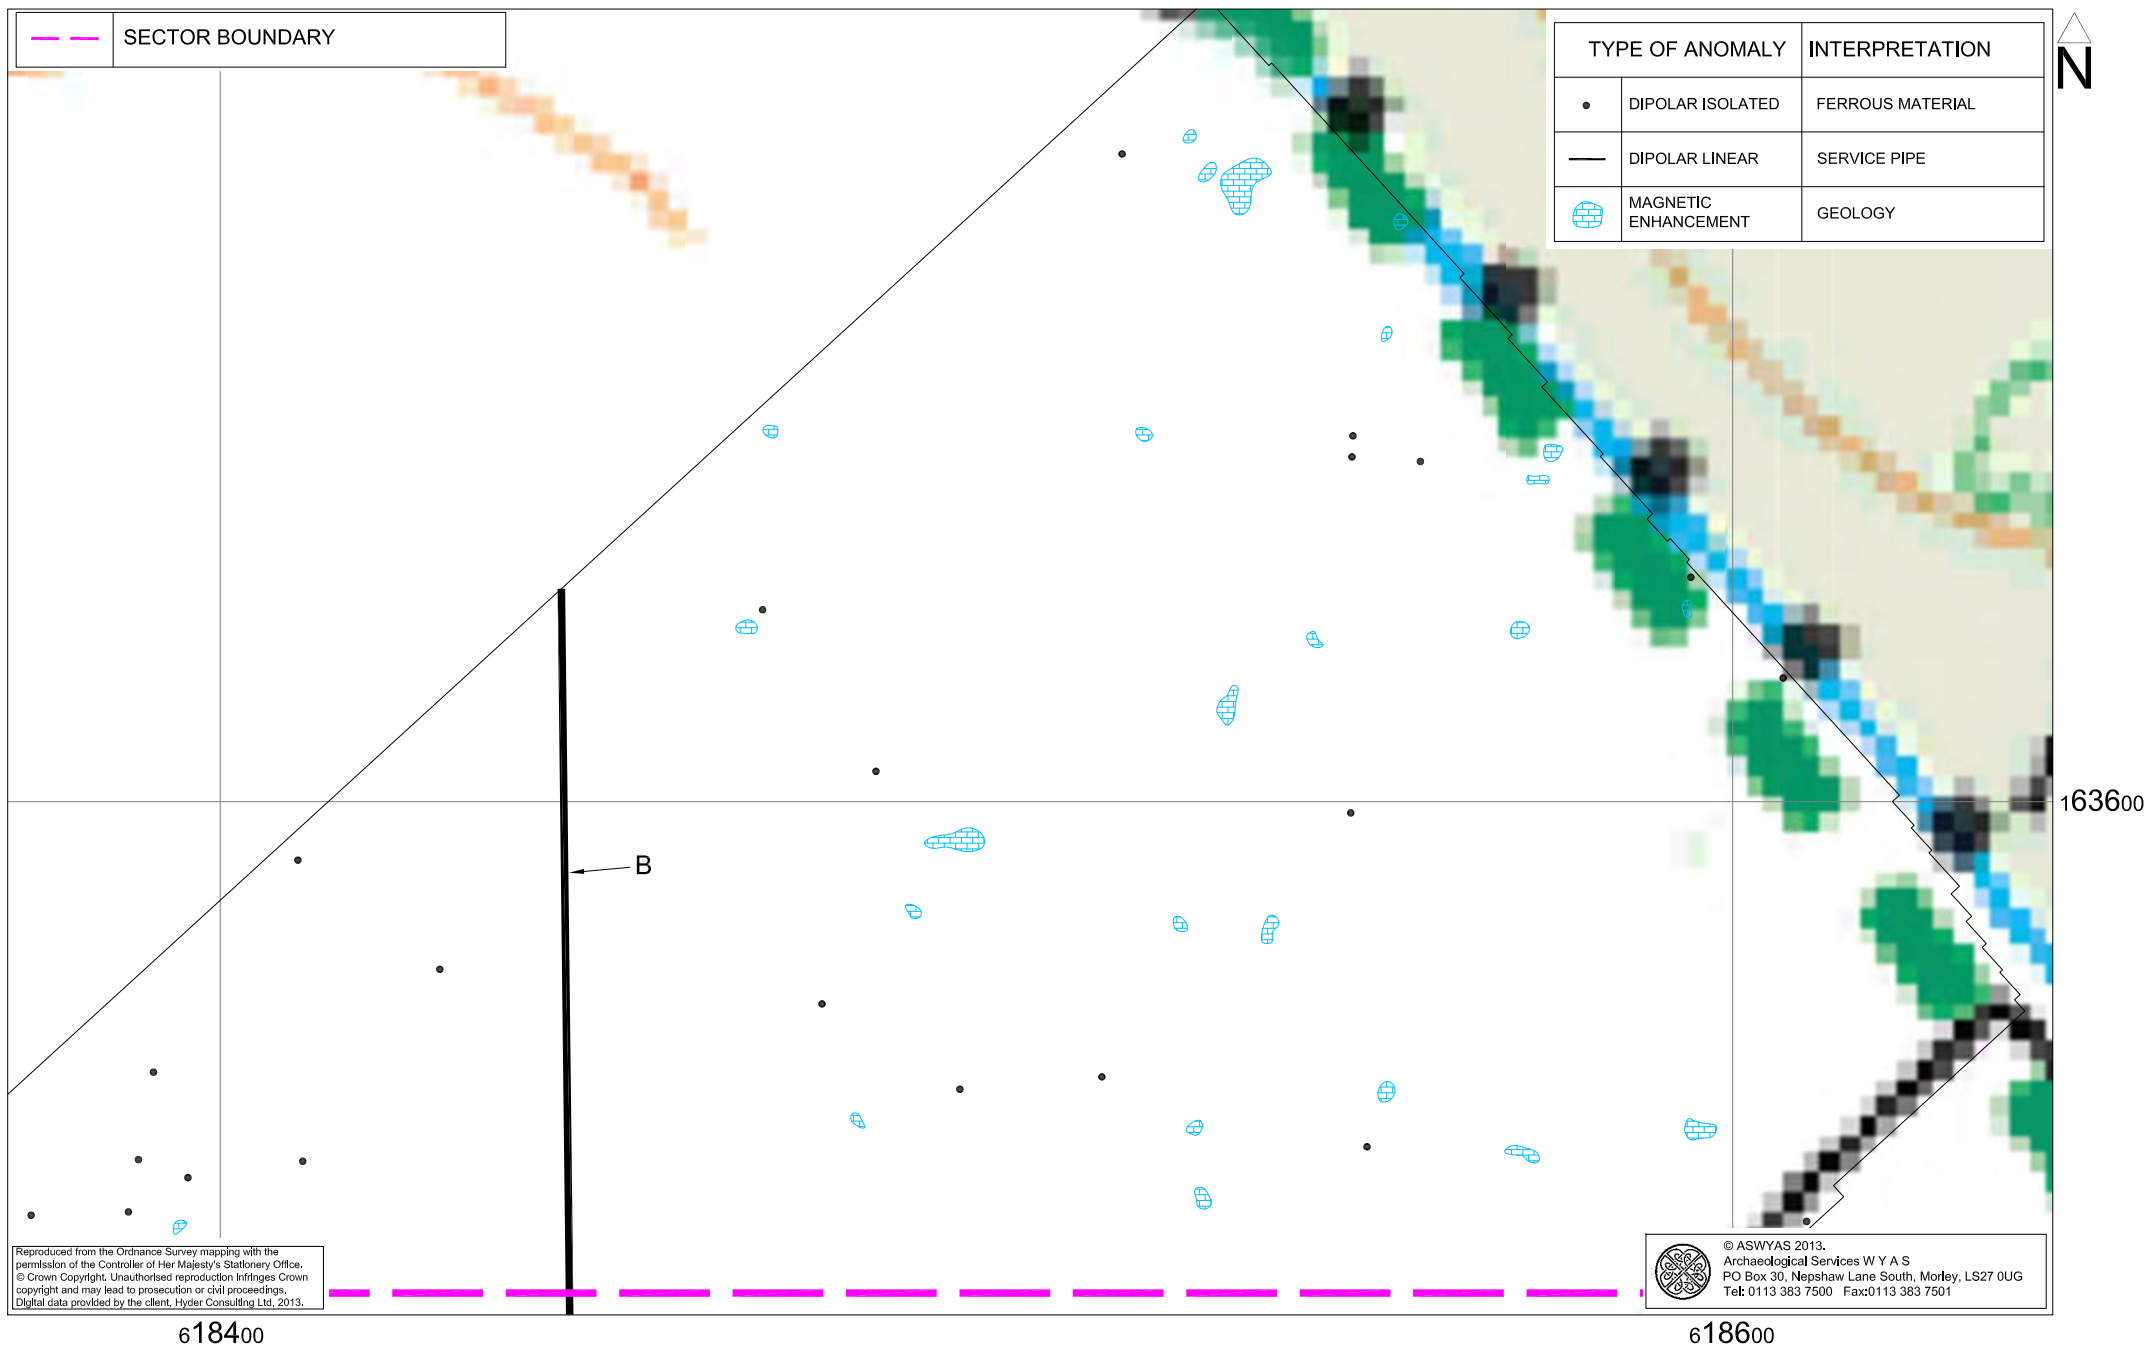 SECTOR BOUNDARY
TYPE OF ANOMALY INTERPRETATION
DIPOLAR ISOLATED FERROUS MATERIAL
DIPOLAR LINEAR SERVICE PIPE
MAGNETIC
ENHANCEMENT GEOLOGY
N
163600
B
Reproduced from the Ordnance Survey mapping with the
permission of the Controller of Her Majesty's Stationery Office.
© Crown Copyright. Unauthorised reproduction infringes Crown
copyright and may lead to prosecution or civil proceedings.
Digital data provided by the client, Hyder Consulting Ltd, 2013.
© ASWYAS 2013.
Archaeological Services W Y A S
PO Box 30, Nepshaw Lane South, Morley, LS27 0UG
Tel: 0113 383 7500 Fax:0113 383 7501
618400
618600